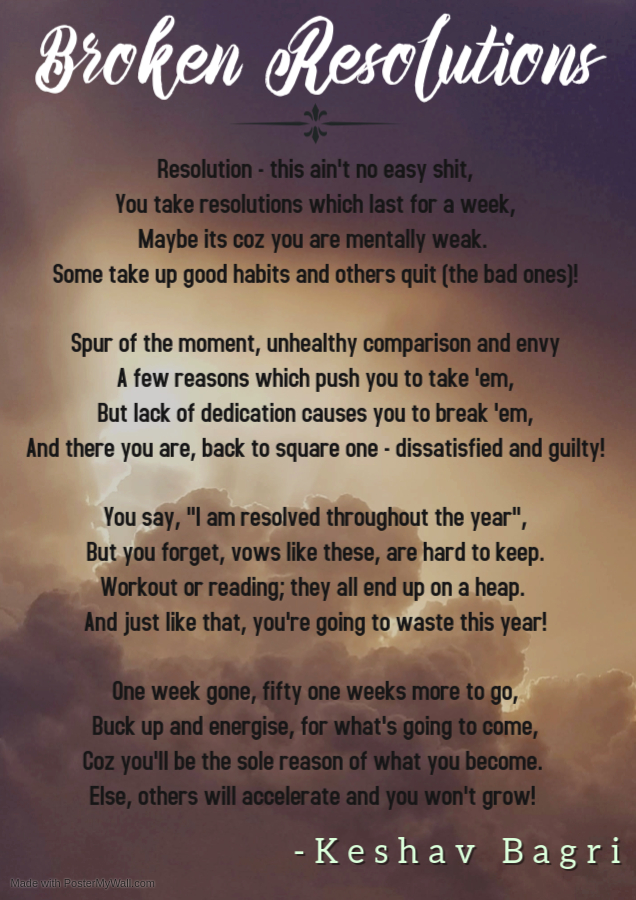 Broken Resolutions
Resolution - this ain't no easy shit,
You take resolutions which last for a week,
Maybe its coz you are mentally weak.
Some take up good habits and others quit (the bad ones)!
Spur of the moment, unhealthy comparison and envy
A few reasons which push you to take 'em,
But lack of dedication causes you to break 'em,
And there you are, back to square one - dissatisfied and guilty!
You say, "I am resolved throughout the year",
But you forget, vows like these, are hard to keep.
Workout or reading; they all end up on a heap.
And just like that, you're going to waste this year!
One week gone, fifty one weeks more to go,
Buck up and energise, for what's going to come,
Coz you'll be the sole reason of what you become.
Else, others will accelerate and you won't grow!
-Keshav Bagri
Made with PosterMyWall.com